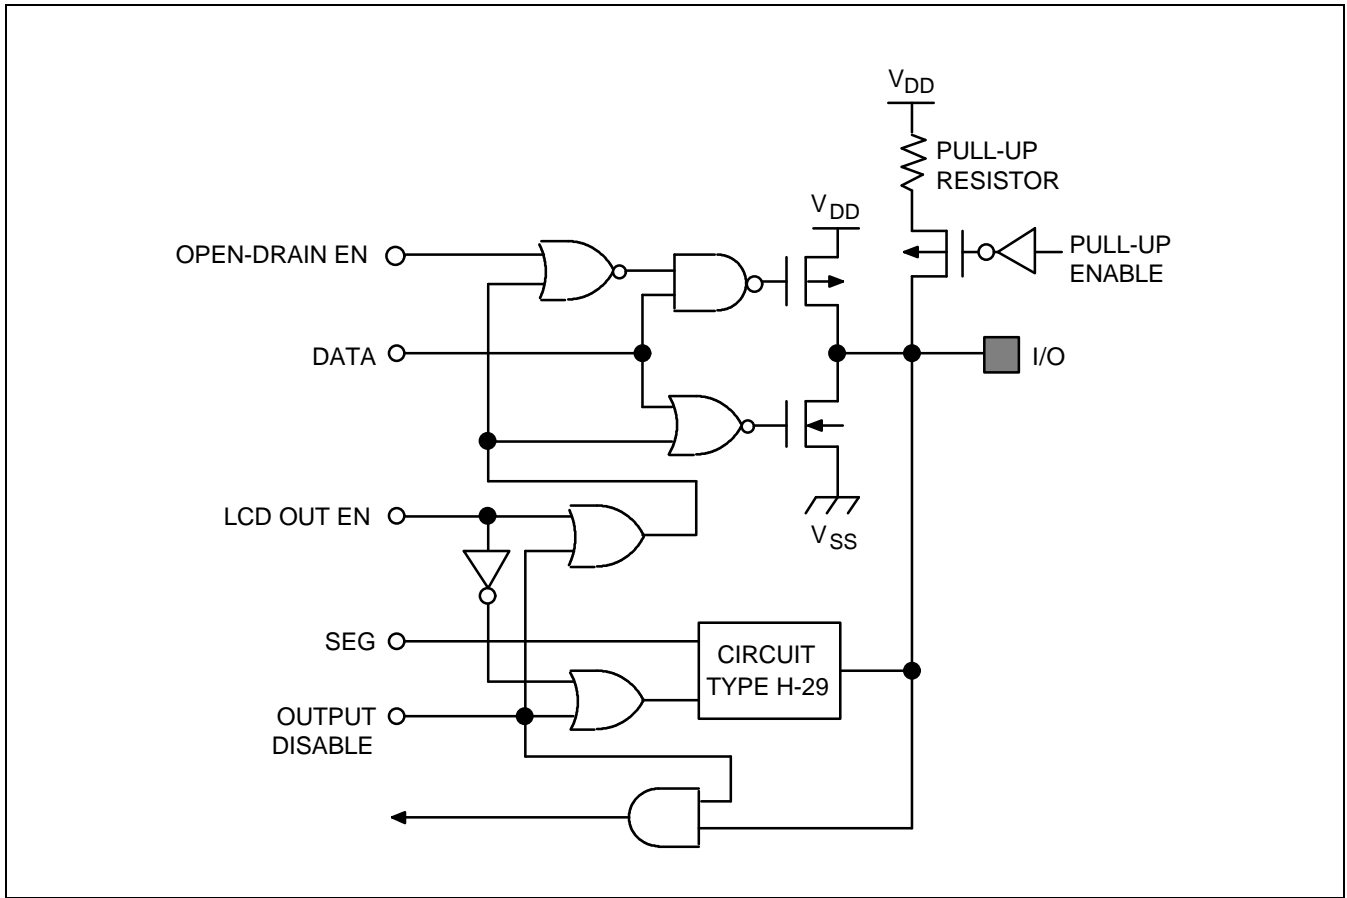 VDD
PULL-UP
RESISTOR
VDD
OPEN-DRAIN EN
PULL-UP
ENABLE
DATA
I/O
LCD OUT EN
VSS
SEG
CIRCUIT
TYPE H-29
OUTPUT
DISABLE